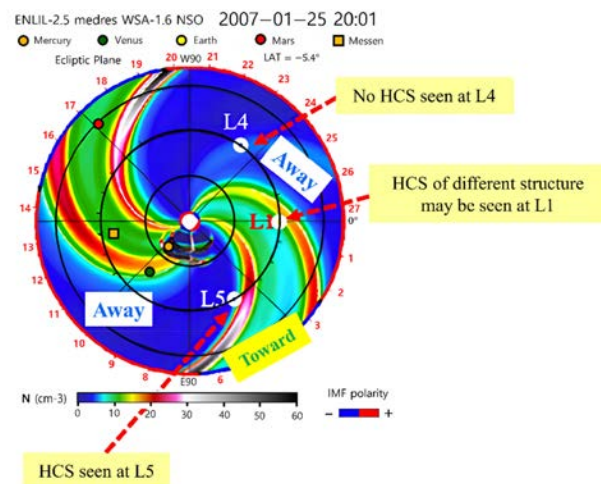 ENLIL-2.5 medres WSA-1.6 NSO 2007-01-25 20:01
Mercury Venus Earth Mars Messen
Ecliptic Plane W90 LAT = -5.4°
20 21
19 22
18 23
17 24
16 25
15 26
14 27
0°
13
12 1
11 2
10 3
9
8 6
E90
No HCS seen at L4
L4
Away
HCS of different structure
may be seen at L1
L1
L5
Away
Toward
N (cm-3)
0 10 20 30 40 50 60
IMF polarity
- +
HCS seen at L5